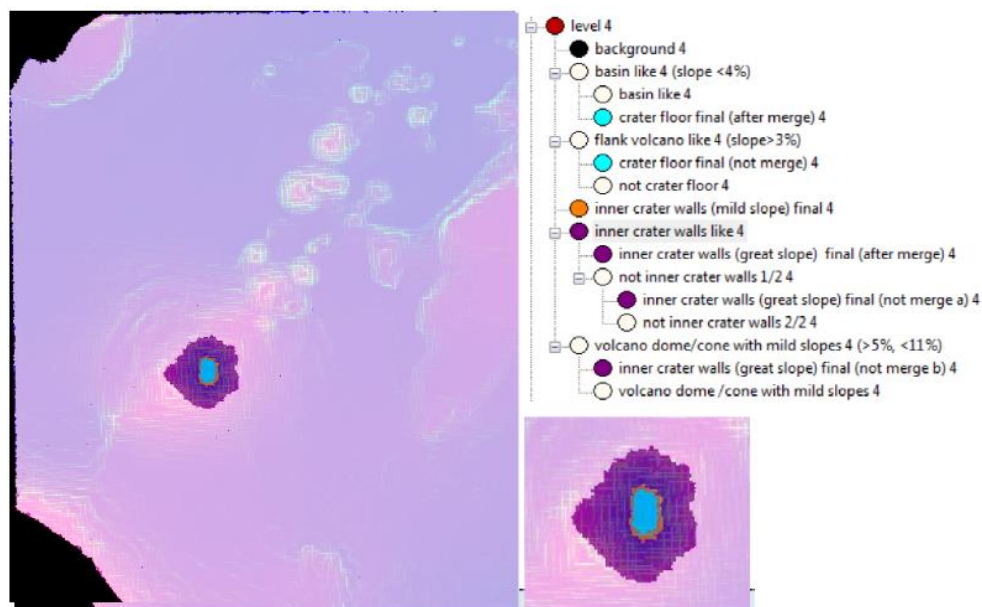 level 4
background 4
basin like 4 (slope <4%)
basin like 4
crater floor final (after merge) 4
flank volcano like 4 (slope>3%)
crater floor final (not merge) 4
not crater floor 4
inner crater walls (mild slope) final 4
inner crater walls like 4
inner crater walls (great slope)  final (after merge) 4
not inner crater walls 1/2 4
inner crater walls (great slope) final (not merge a) 4
not inner crater walls 2/2 4
volcano dome/cone with mild slopes 4 (>5%, <11%)
inner crater walls (great slope) final (not merge b) 4
volcano dome /cone with mild slopes 4